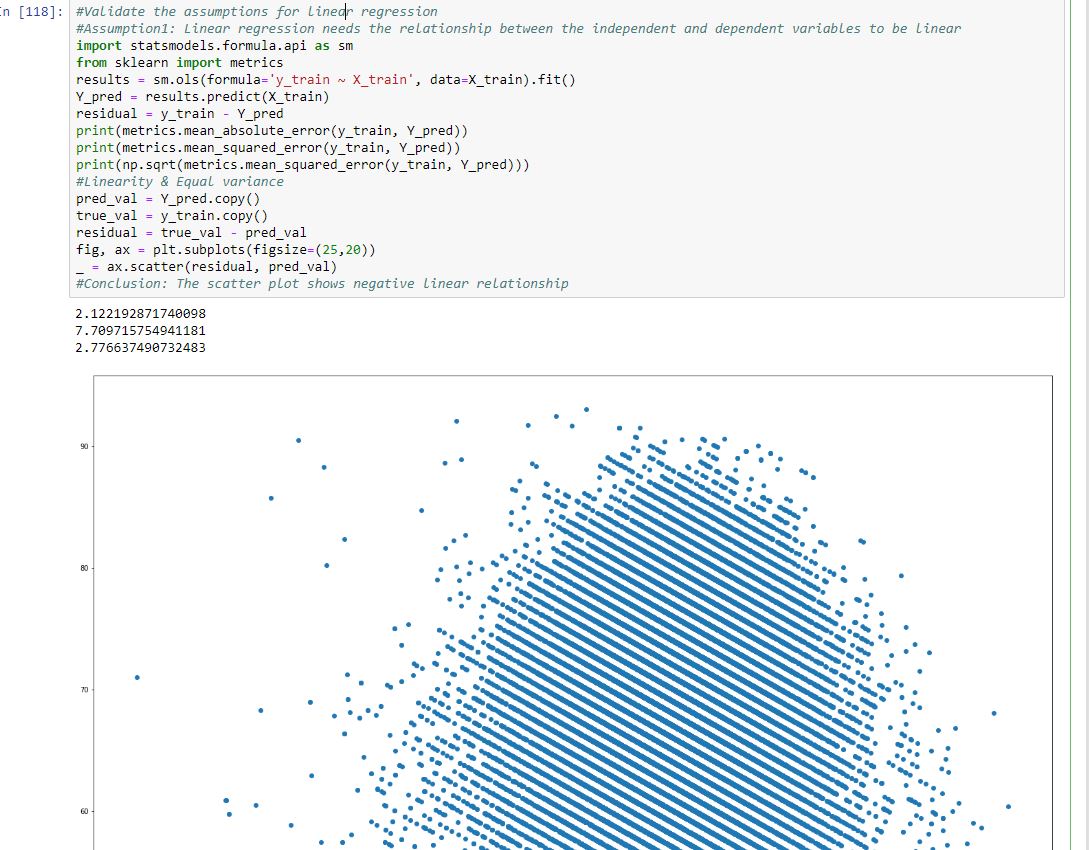 In [118]:
#Validate the assumptions for linear regression
#Assumption1: Linear regression needs the relationship between the independent and dependent variables to be linear
import statsmodels.formula.api as sm
from sklearn import metrics
results = sm.ols(formula='y_train ~ X_train', data=X_train).fit()
Y_pred = results.predict(X_train)
residual = y_train - Y_pred
print(metrics.mean_absolute_error(y_train, Y_pred))
print(metrics.mean_squared_error(y_train, Y_pred))
print(np.sqrt(metrics.mean_squared_error(y_train, Y_pred)))
#Linearity & Equal variance
pred_val = Y_pred.copy()
true_val = y_train.copy()
residual = true_val - pred_val
fig, ax = plt.subplots(figsize=(25,20))
_ = ax.scatter(residual, pred_val)
#Conclusion: The scatter plot shows negative linear relationship
2.122192871740098
7.709715754941181
2.776637490732483
90
80
70
60